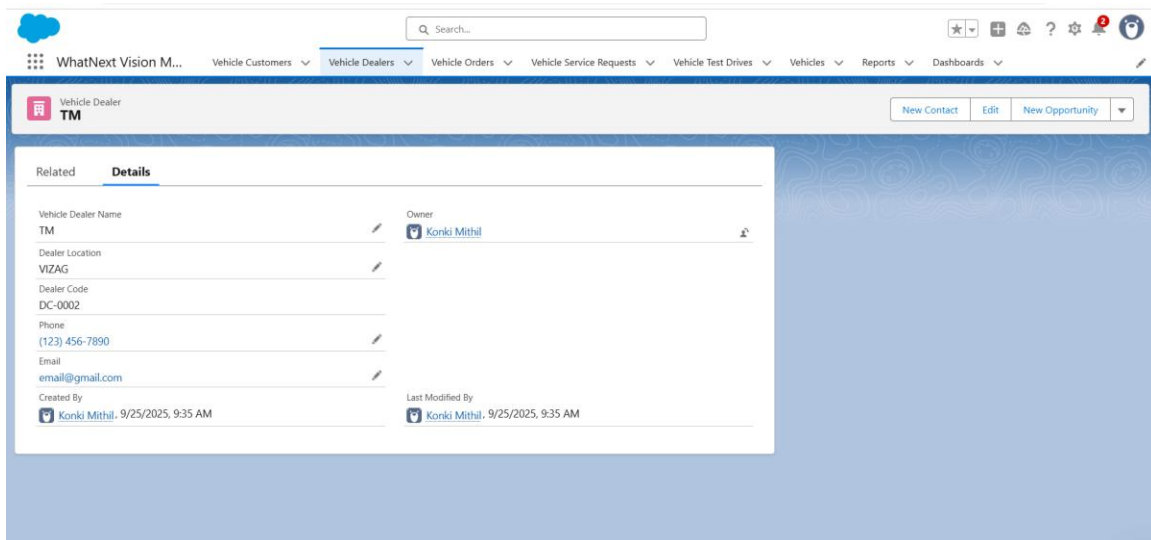 Search...
2
WhatNext Vision M... Vehicle Customers Vehicle Dealers Vehicle Orders Vehicle Service Requests Vehicle Test Drives Vehicles Reports Dashboards
Vehicle Dealer
TM
New Contact Edit New Opportunity
Related Details
Vehicle Dealer Name Owner
TM Konki Mithil
Dealer Location
VIZAG
Dealer Code
DC-0002
Phone
(123) 456-7890
Email
email@gmail.com
Created By Last Modified By
Konki Mithil, 9/25/2025, 9:35 AM Konki Mithil, 9/25/2025, 9:35 AM